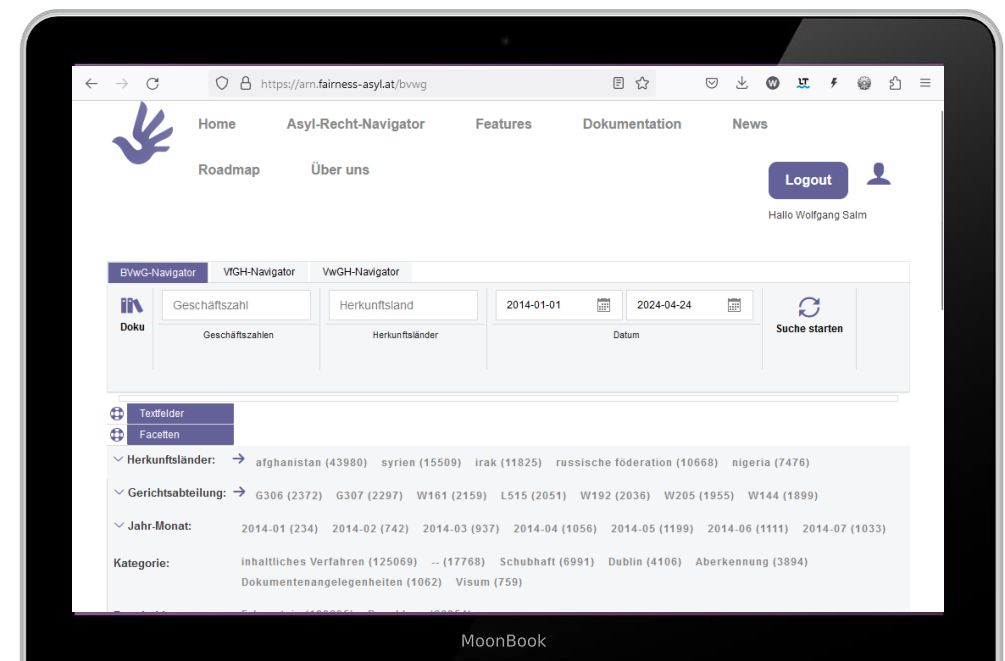 https://arn.fairness-asyl.at/bvwg
Home Asyl-Recht-Navigator Features Dokumentation News
Roadmap Über uns
Logout
Hallo Wolfgang Salm
BVwG-Navigator VfGH-Navigator VwGH-Navigator
Geschäftszahl Herkunftsland 2014-01-01 2024-04-24
Doku Geschäftszahlen Herkunftsländer Datum Suche starten
Textfelder
Facetten
Herkunftsländer: afghanistan (43980) syrien (15509) irak (11825) russische föderation (10668) nigeria (7476)
Gerichtsabteilung: G306 (2372) G307 (2297) W161 (2159) L515 (2051) W192 (2036) W205 (1955) W144 (1899)
Jahr-Monat: 2014-01 (234) 2014-02 (742) 2014-03 (937) 2014-04 (1056) 2014-05 (1199) 2014-06 (1111) 2014-07 (1033)
Kategorie: inhaltliches Verfahren (125069) -- (17768) Schubhaft (6991) Dublin (4106) Aberkennung (3894)
Dokumentenangelegenheiten (1062) Visum (759)
MoonBook